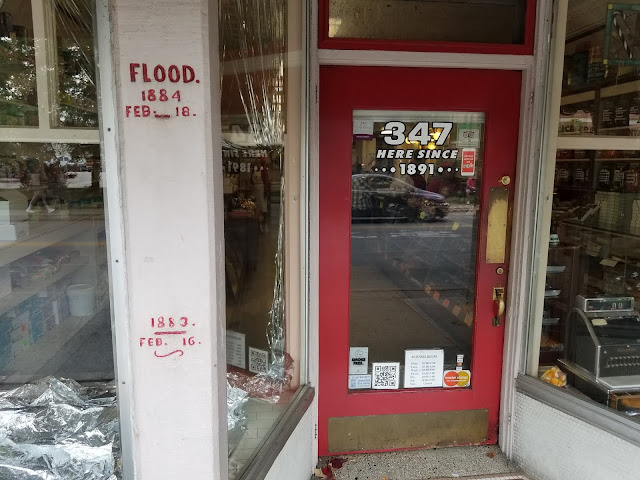 FLOOD.
1884
FEB. 18.
1883.
FEB. 16.
347
HERE SINCE
1891